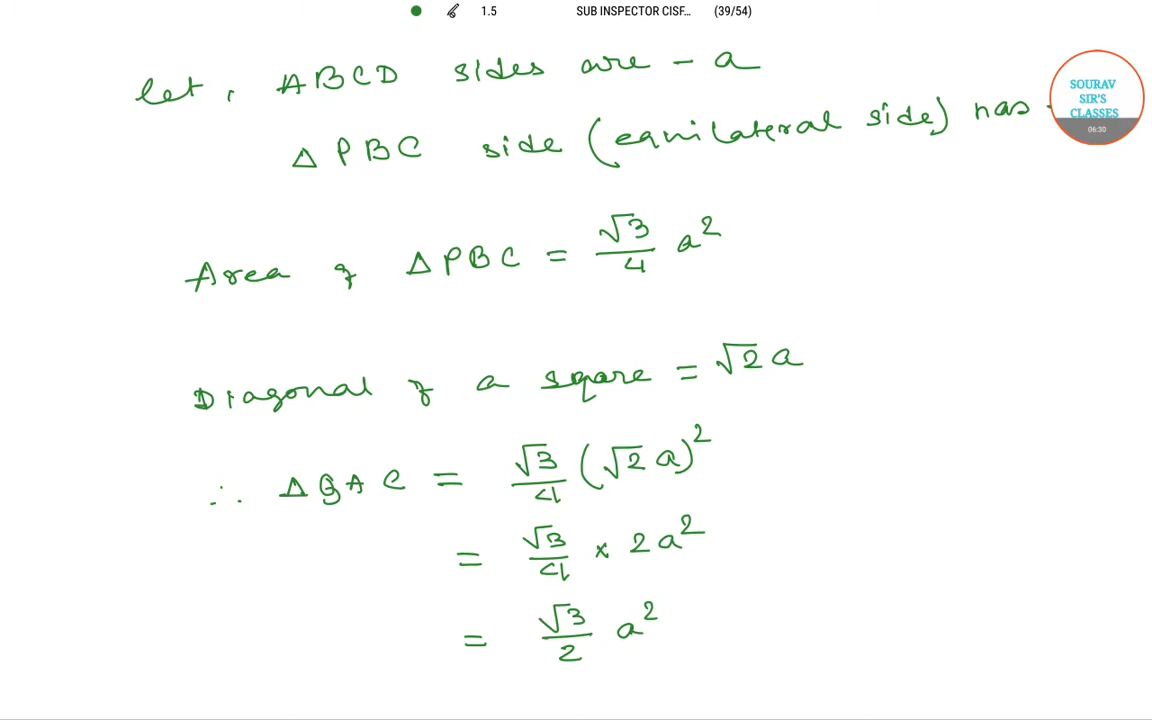 1.5 SUB INSPECTOR CISF... (39/54)
let, ABCD sides are - a
Δ PBC side (equilateral side) has
SOURAV
SIR'S
CLASSES
06:30
Area of Δ PBC = √3/4 a²
Diagonal of a sqare = √2 a
∴ Δ QAC = √3/4 (√2 a)²
= √3/4 × 2a²
= √3/2 a²